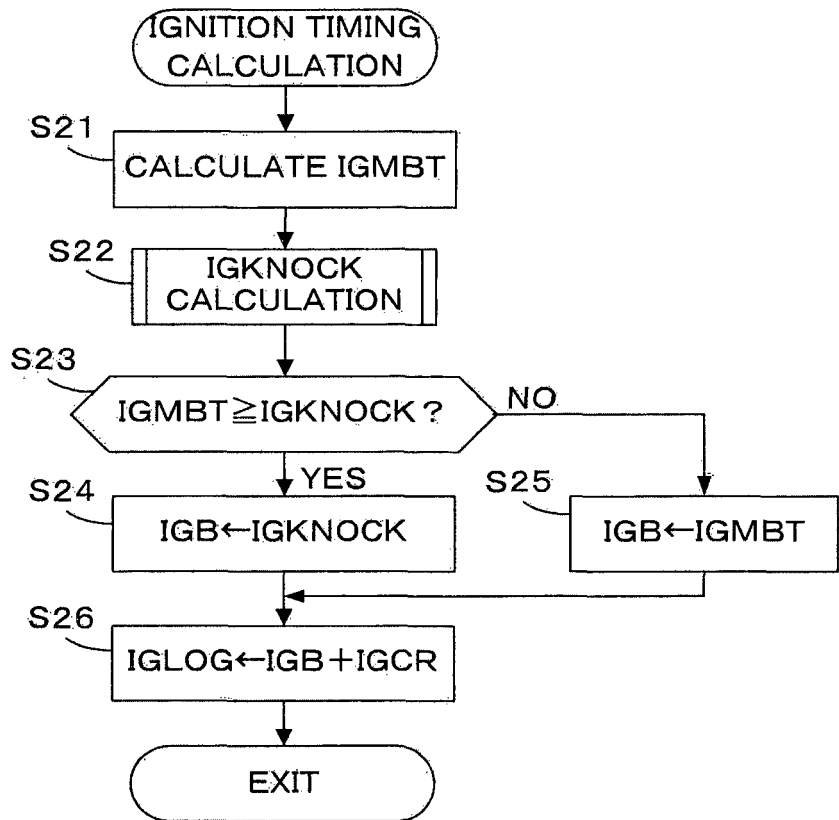 IGNITION TIMING
CALCULATION
S21
CALCULATE IGMBT
S22
IGKNOCK
CALCULATION
S23
IGMBT≧IGKNOCK?
NO
YES
S24
IGB←IGKNOCK
S25
IGB←IGMBT
S26
IGLOG←IGB+IGCR
EXIT